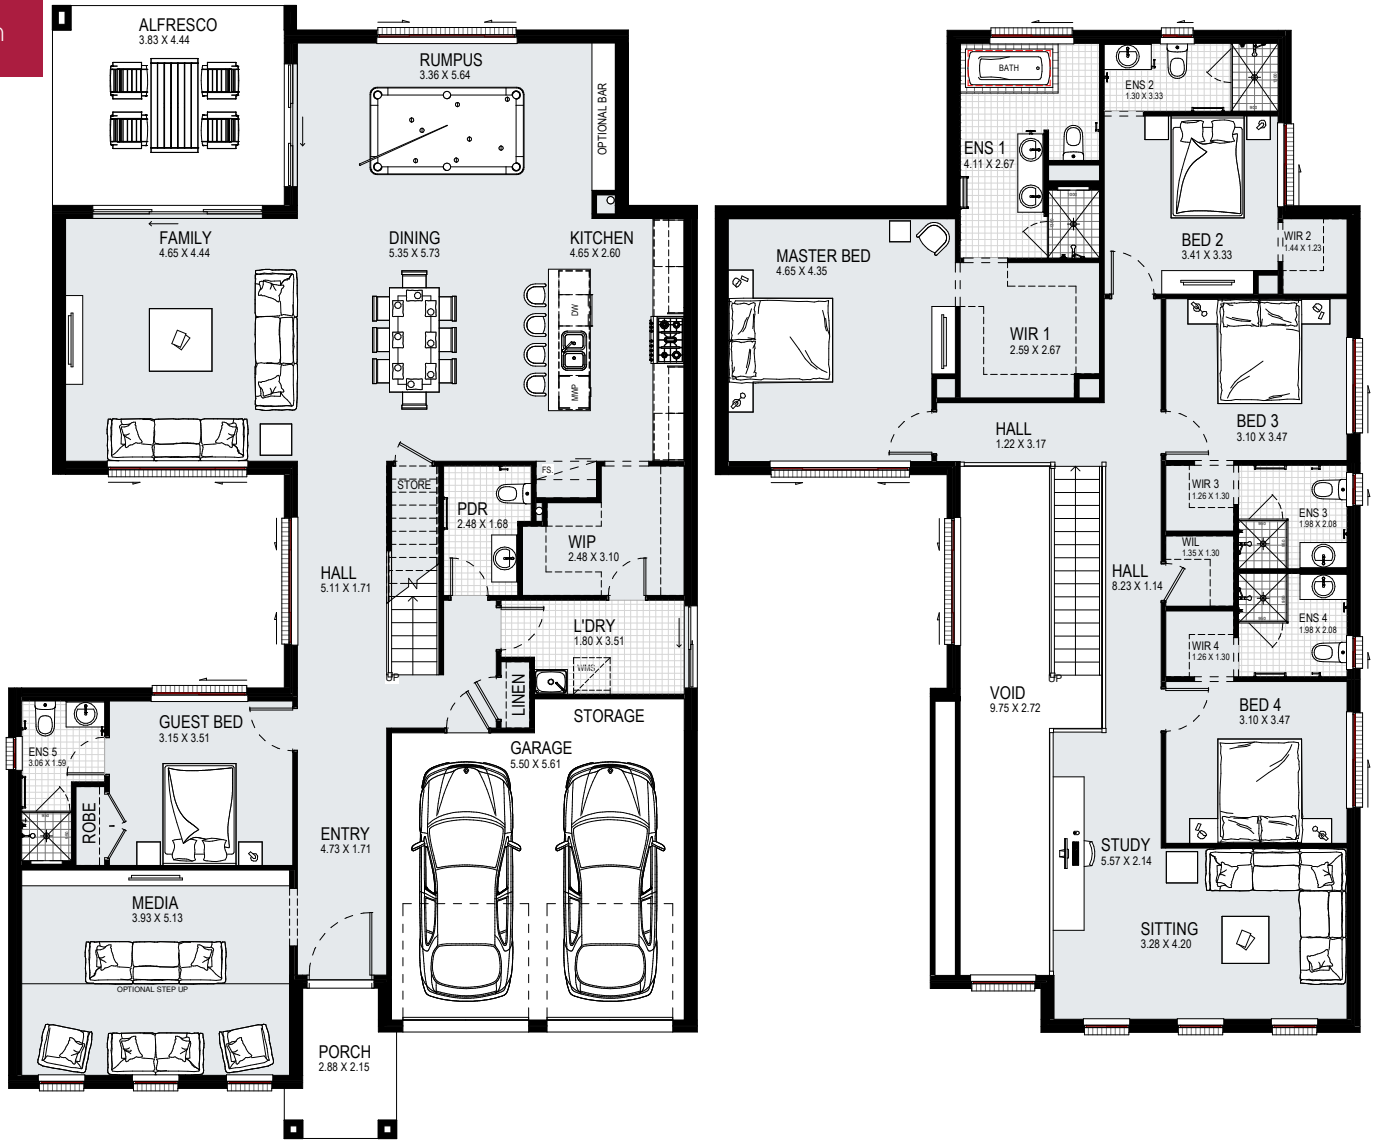 n
ALFRESCO
3.83 X 4.44
RUMPUS
3.36 X 5.64
OPTIONAL BAR
FAMILY
4.65 X 4.44
DINING
5.35 X 5.73
KITCHEN
4.65 X 2.60
DW
MWP
STORE
PDR
2.48 X 1.68
FS.
WIP
2.48 X 3.10
HALL
5.11 X 1.71
L'DRY
1.80 X 3.51
WMS
UP
LINEN
STORAGE
GUEST BED
3.15 X 3.51
ENS 5
3.06 X 1.59
ROBE
GARAGE
5.50 X 5.61
ENTRY
4.73 X 1.71
MEDIA
3.93 X 5.13
OPTIONAL STEP UP
PORCH
2.88 X 2.15
BATH
ENS 2
1.30 X 3.33
ENS 1
4.11 X 2.67
MASTER BED
4.65 X 4.35
BED 2
3.41 X 3.33
WIR 2
1.44 X 1.23
WIR 1
2.59 X 2.67
HALL
1.22 X 3.17
BED 3
3.10 X 3.47
WIR 3
1.26 X 1.30
ENS 3
1.98 X 2.08
WIL
1.35 X 1.30
HALL
8.23 X 1.14
ENS 4
1.98 X 2.08
WIR 4
1.26 X 1.30
UP
VOID
9.75 X 2.72
BED 4
3.10 X 3.47
STUDY
5.57 X 2.14
SITTING
3.28 X 4.20